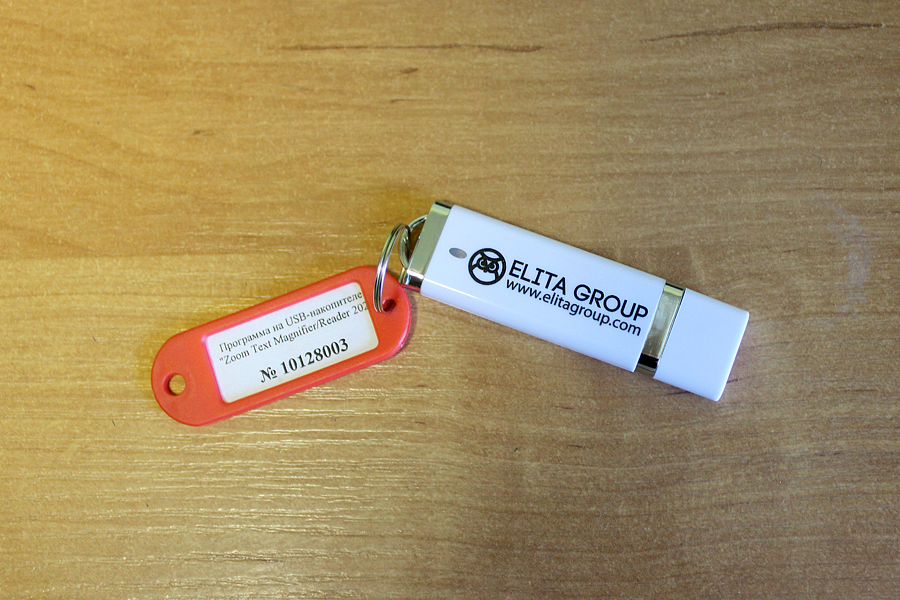 Программа на USB-накопителе
"Zoom Text Magnifier/Reader 202
№ 10128003
ELITA GROUP
www.elitagroup.com